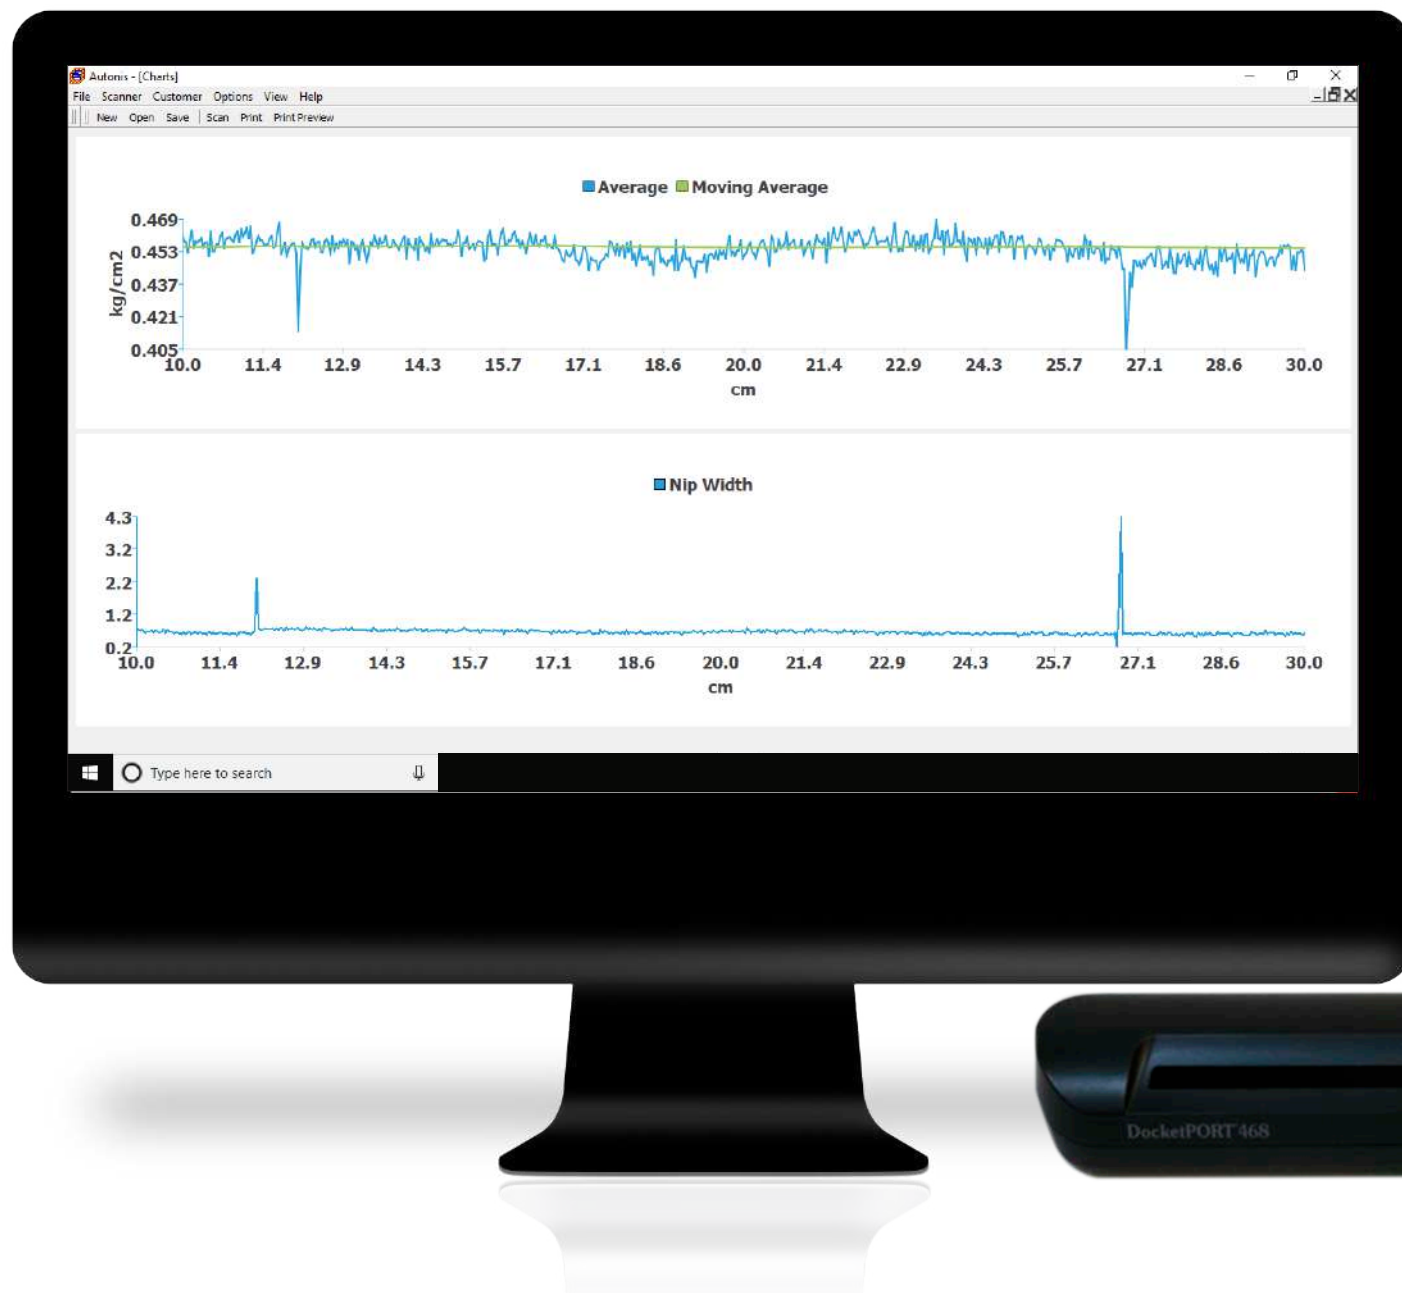 Autonis - [Charts]
File Scanner Customer Options View Help
New Open Save Scan Print Print Preview
Average Moving Average
0.469
0.453
0.437
0.421
0.405
kg/cm2
10.0 11.4 12.9 14.3 15.7 17.1 18.6 20.0 21.4 22.9 24.3 25.7 27.1 28.6 30.0
cm
Nip Width
4.3
3.2
2.2
1.2
0.2
10.0 11.4 12.9 14.3 15.7 17.1 18.6 20.0 21.4 22.9 24.3 25.7 27.1 28.6 30.0
cm
Type here to search
DocketPORT 468